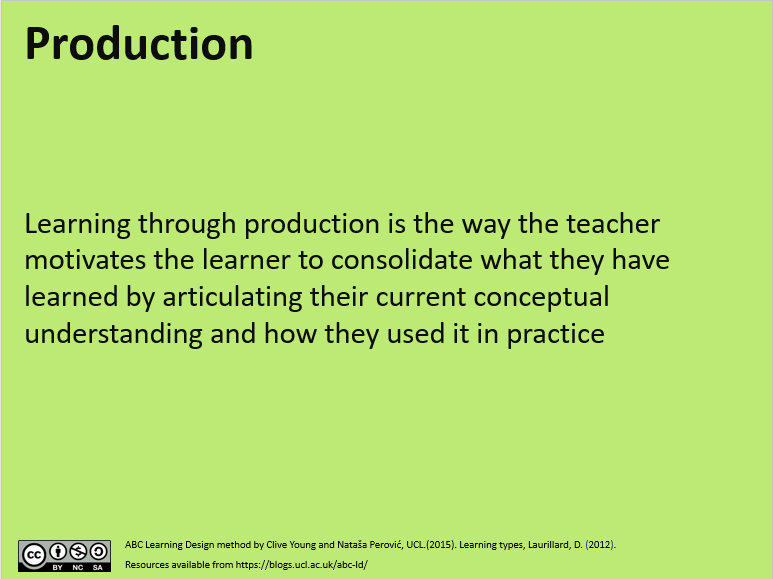 Production
Learning through production is the way the teacher
motivates the learner to consolidate what they have
learned by articulating their current conceptual
understanding and how they used it in practice
cc BY NC SA
ABC Learning Design method by Clive Young and Nataša Perović, UCL.(2015). Learning types, Laurillard, D. (2012).
Resources available from https://blogs.ucl.ac.uk/abc-ld/